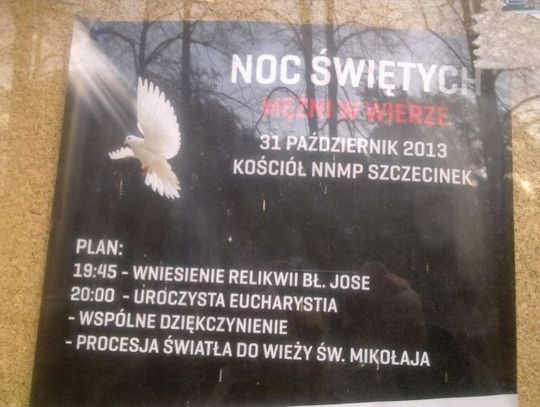 NOC ŚWIĘTYCH
MĘŻNI W WIERZE
31 PAŹDZIERNIK 2013
KOŚCIÓŁ NNMP SZCZECINEK
PLAN:
19:45 - WNIESIENIE RELIKWII BŁ. JOSE
20:00 - UROCZYSTA EUCHARYSTIA
- WSPÓLNE DZIĘKCZYNIENIE
- PROCESJA ŚWIATŁA DO WIEŻY ŚW. MIKOŁAJA